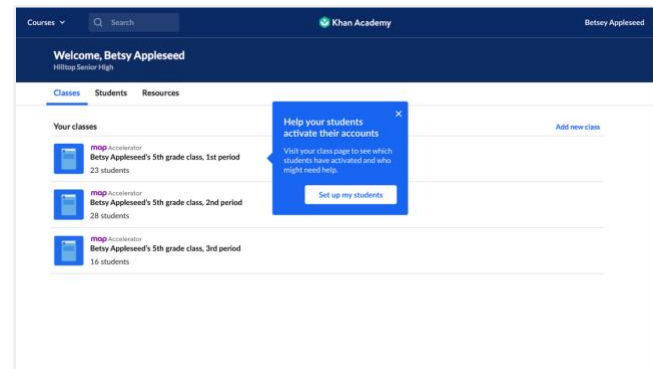 Courses
Search
Khan Academy
Betsey Appleseed
Welcome, Betsy Appleseed
Hilltop Senior High
Classes Students Resources
Your classes
Add new class
map Accelerator
Betsy Appleseed's 5th grade class, 1st period
23 students
map Accelerator
Betsy Appleseed's 5th grade class, 2nd period
28 students
map Accelerator
Betsy Appleseed's 5th grade class, 3rd period
16 students
Help your students
activate their accounts
Visit your class page to see which
students have activated and who
might need help.
Set up my students